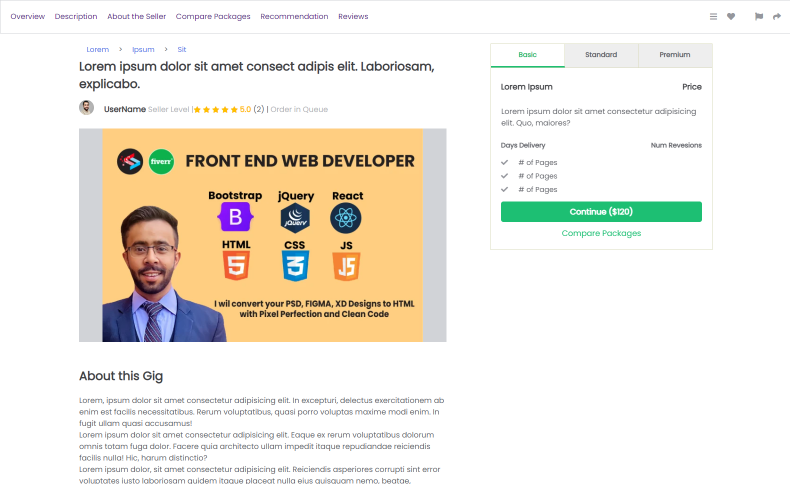 Overview Description About the Seller Compare Packages Recommendation Reviews
Lorem > Ipsum > Sit
Lorem ipsum dolor sit amet consect adipis elit. Laboriosam,
explicabo.
UserName Seller Level | 5.0 (2) | Order in Queue
fiverr
FRONT END WEB DEVELOPER
Bootstrap jQuery React
B jQuery
HTML CSS JS
5 3 JS
I wil convert your PSD, FIGMA, XD Designs to HTML
with Pixel Perfection and Clean Code
About this Gig
Lorem, ipsum dolor sit amet consectetur adipisicing elit. In excepturi, delectus exercitationem ab
enim est facilis necessitatibus. Rerum voluptatibus, quasi porro voluptas maxime modi enim. In
fugit ullam quasi accusamus!
Lorem ipsum dolor sit amet consectetur adipisicing elit. Eaque ex rerum voluptatibus dolorum
omnis totam fuga dolor. Facere quia architecto ullam impedit itaque repudiandae reiciendis
facilis nulla! Hic, harum distinctio?
Lorem ipsum dolor, sit amet consectetur adipisicing elit. Reiciendis asperiores corrupti sint error
voluptates iusto laboriosam quidem itaque placeat nulla eius quisquam nemo, beatae,
Basic Standard Premium
Lorem Ipsum Price
Lorem ipsum dolor sit amet consectetur adipisicing
elit. Quo, maiores?
Days Delivery Num Revesions
# of Pages
# of Pages
# of Pages
Continue ($120)
Compare Packages